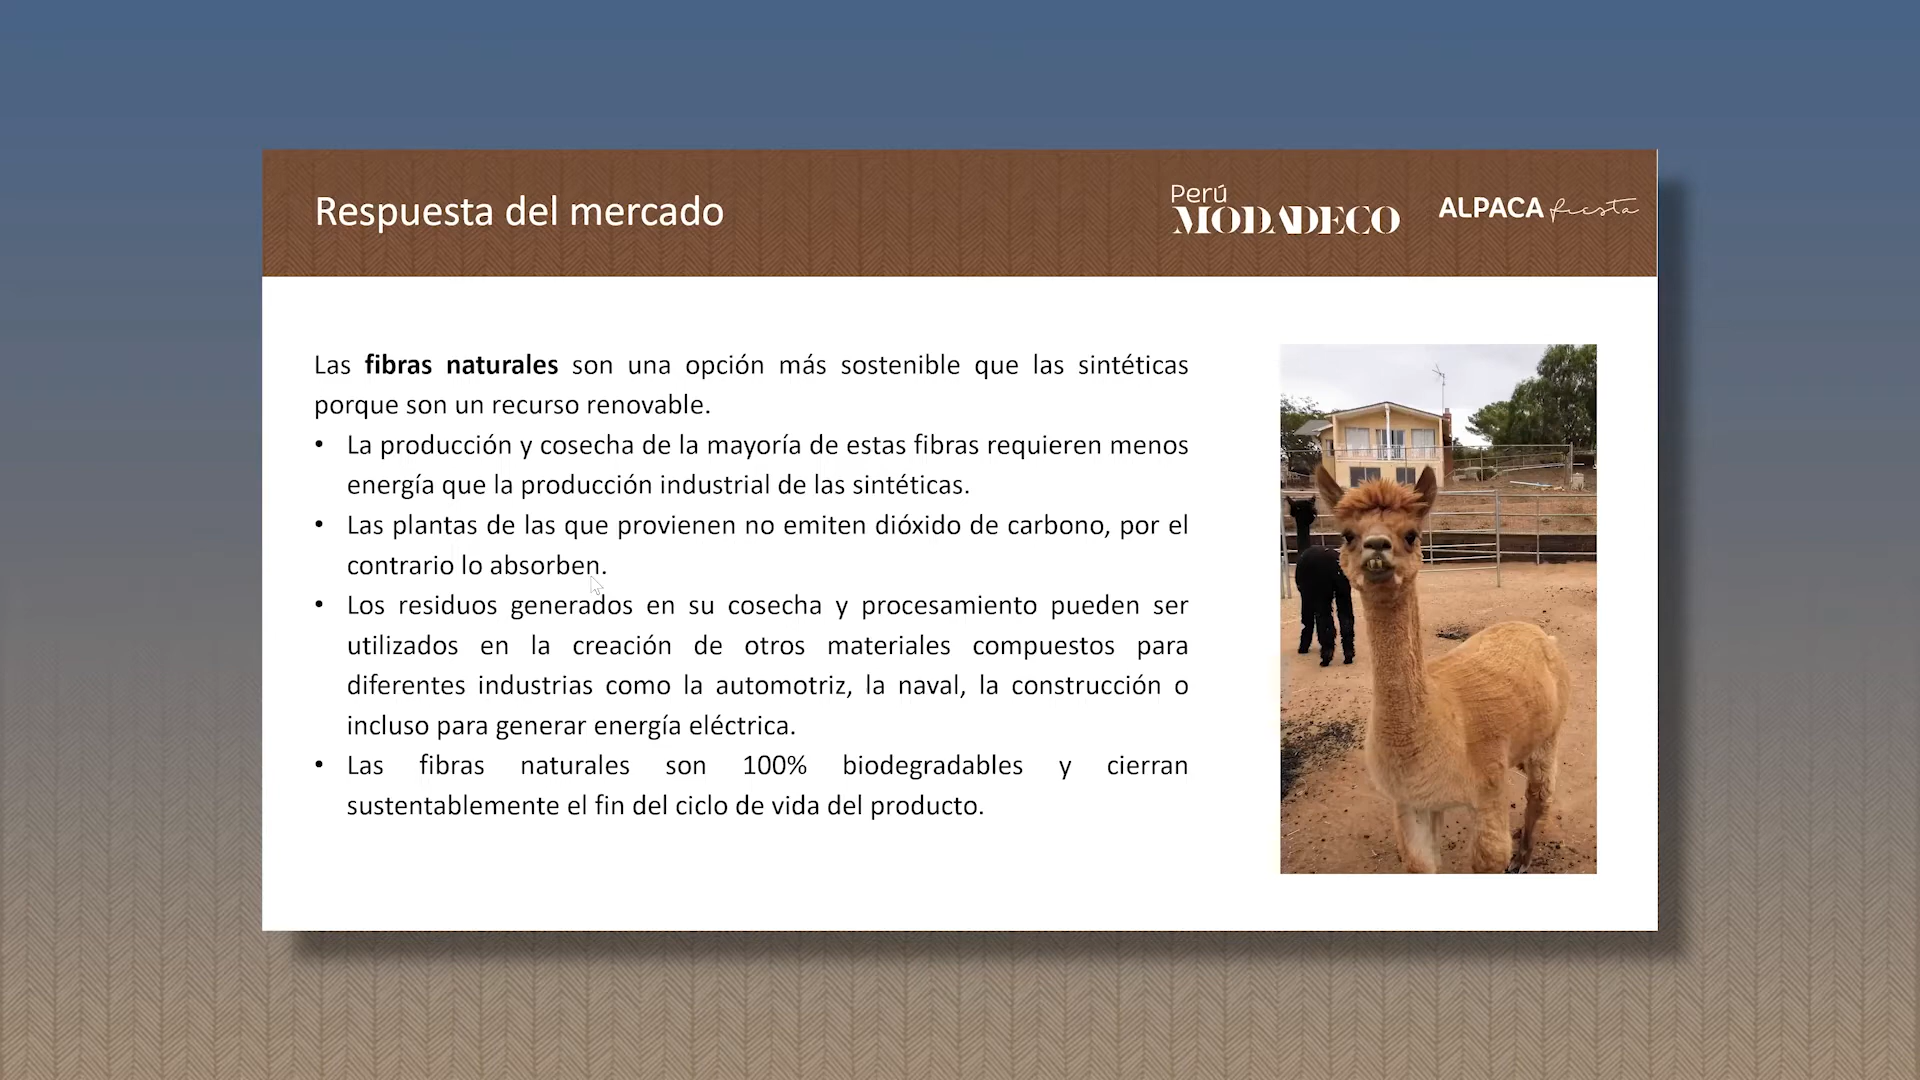 Respuesta del mercado
Perú
MODADECO
ALPACA fiesta
Las fibras naturales son una opción más sostenible que las sintéticas
porque son un recurso renovable.
• La producción y cosecha de la mayoría de estas fibras requieren menos
energía que la producción industrial de las sintéticas.
• Las plantas de las que provienen no emiten dióxido de carbono, por el
contrario lo absorben.
• Los residuos generados en su cosecha y procesamiento pueden ser
utilizados en la creación de otros materiales compuestos para
diferentes industrias como la automotriz, la naval, la construcción o
incluso para generar energía eléctrica.
• Las fibras naturales son 100% biodegradables y cierran
sustentablemente el fin del ciclo de vida del producto.